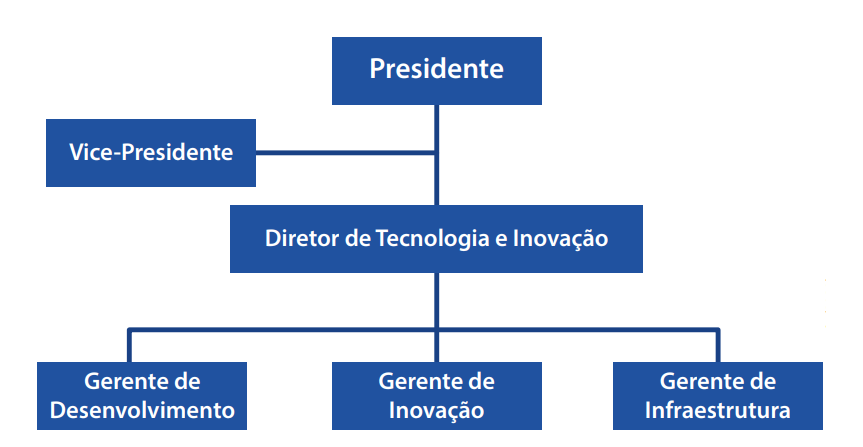 Presidente
Vice-Presidente
Diretor de Tecnologia e Inovação
Gerente de
Desenvolvimento
Gerente de
Inovação
Gerente de
Infraestrutura